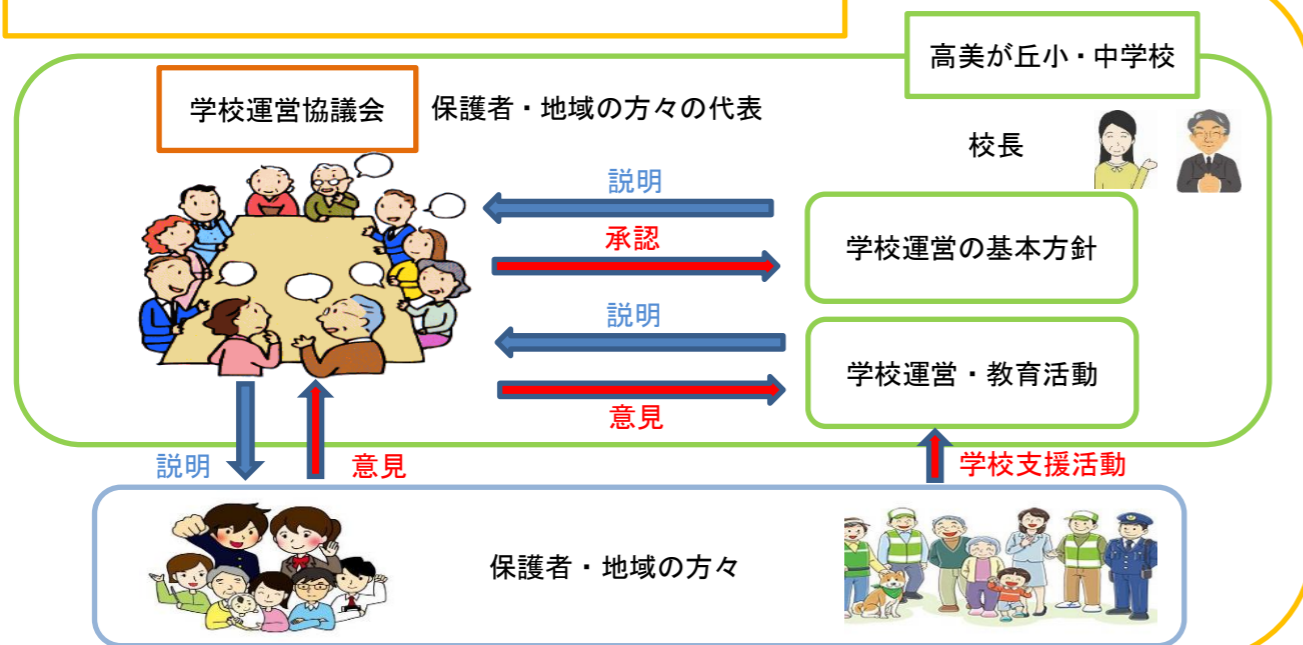 高美が丘小・中学校
学校運営協議会
保護者・地域の方々の代表
校長
説明
承認
学校運営の基本方針
説明
意見
学校運営・教育活動
説明
意見
学校支援活動
保護者・地域の方々